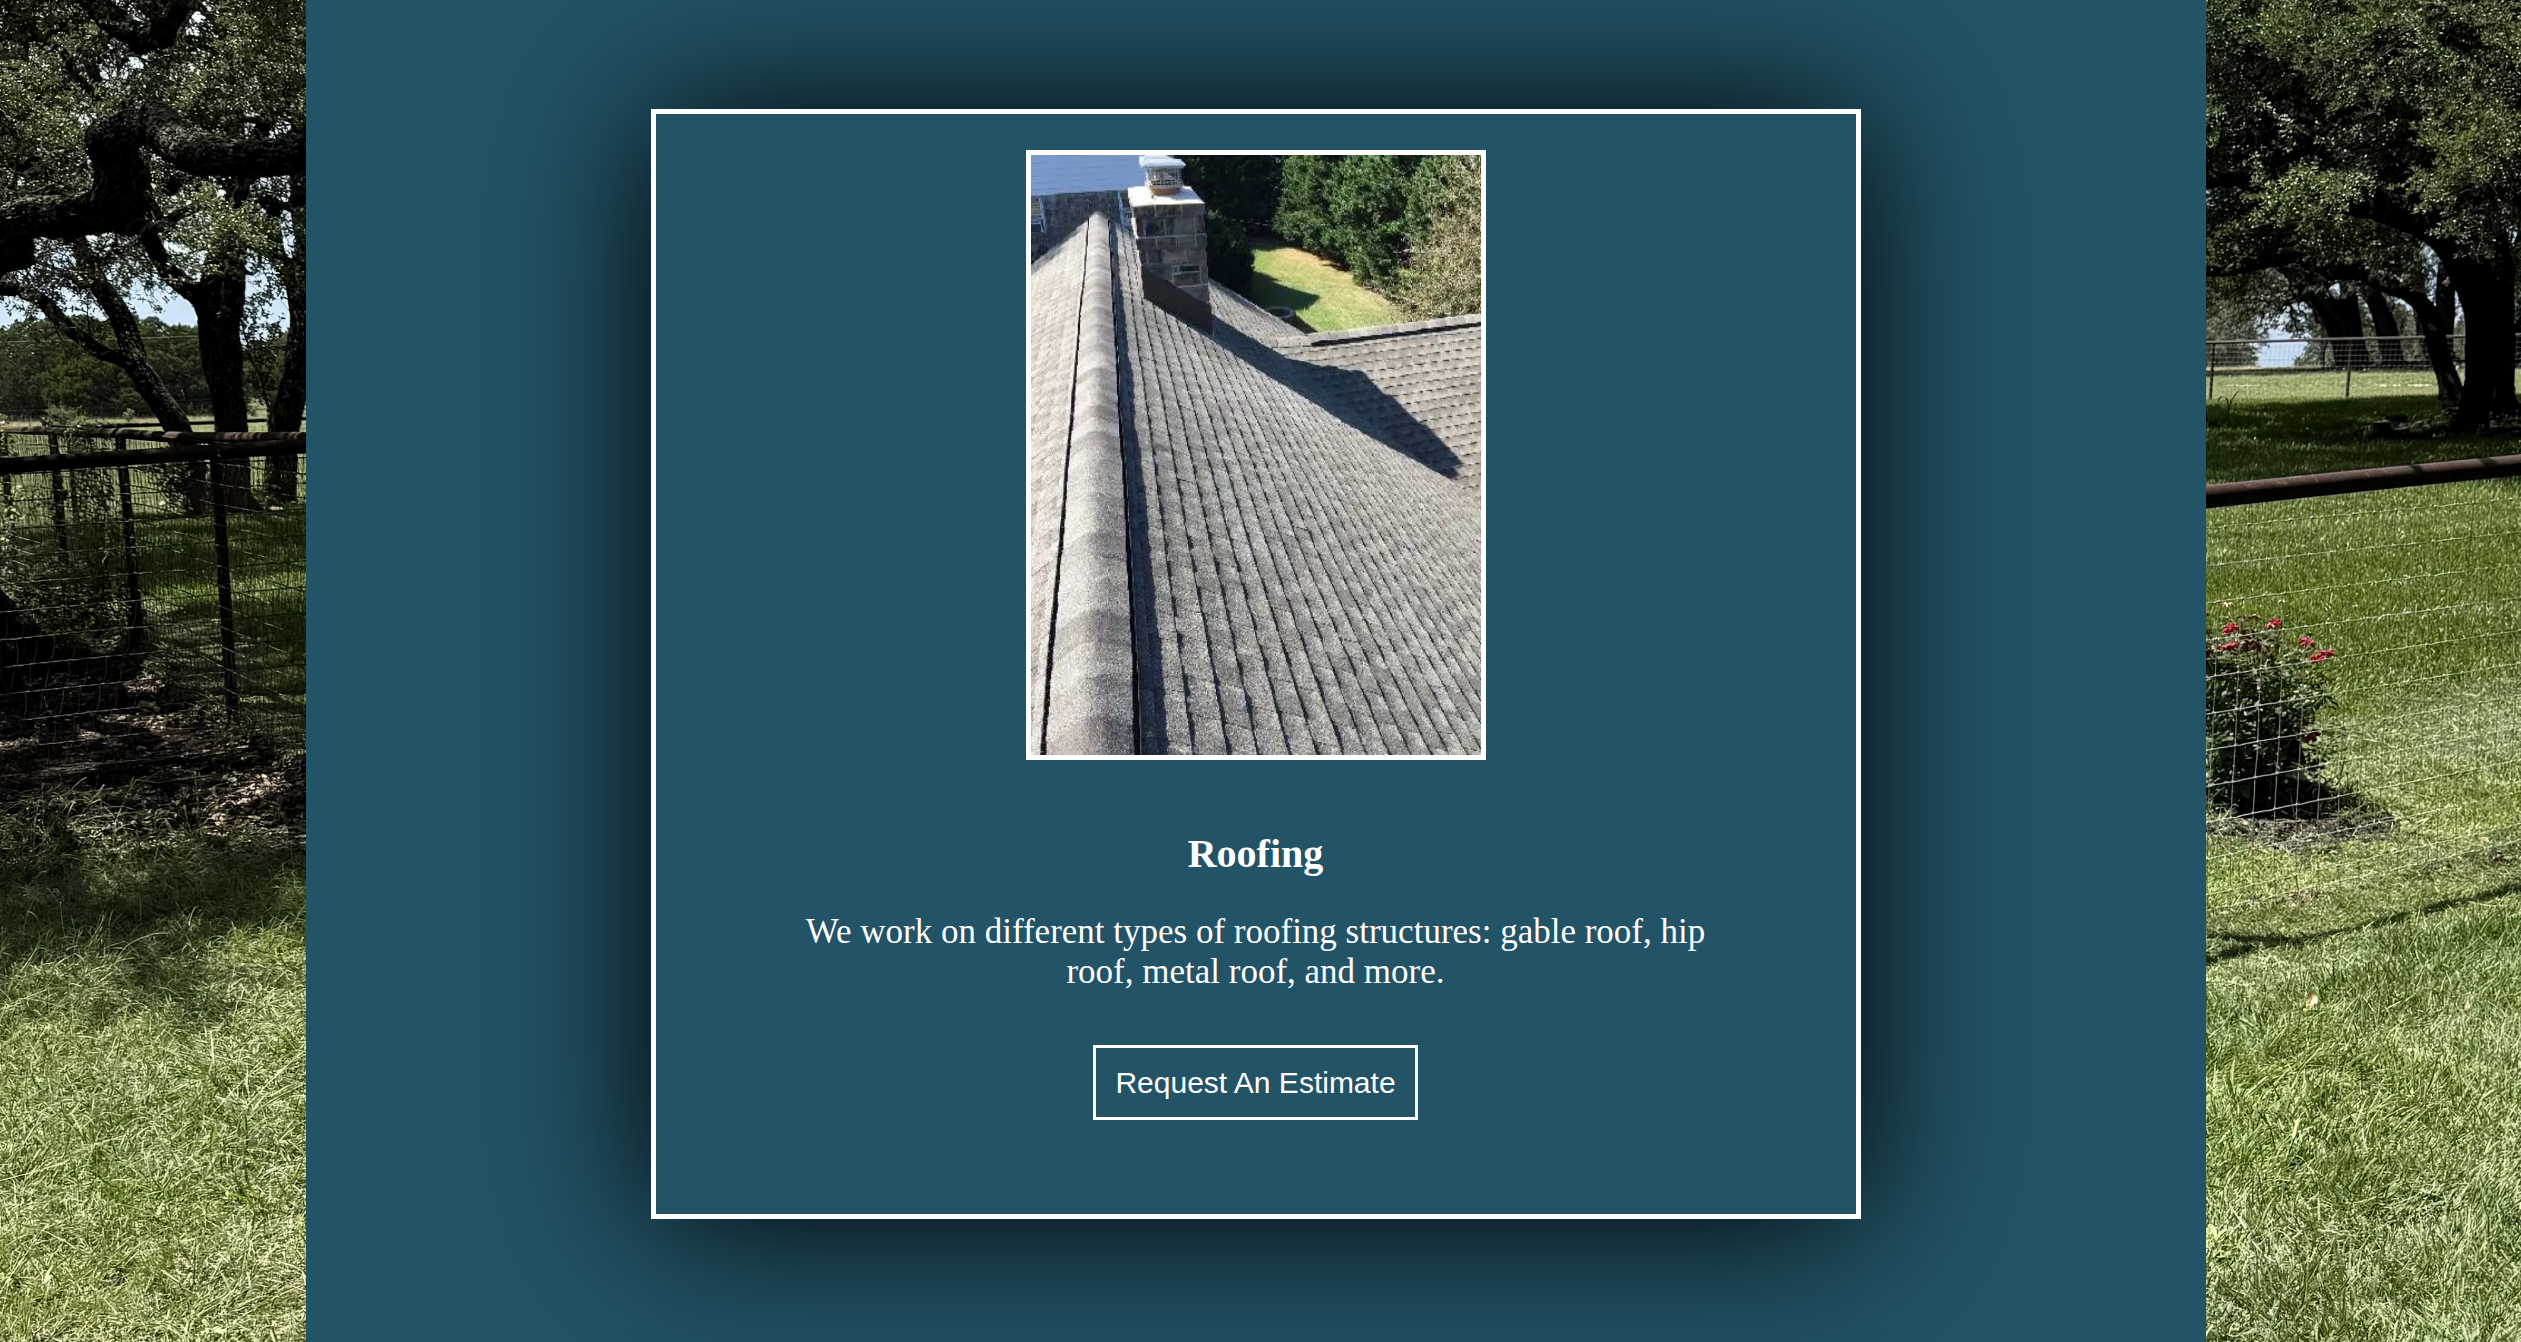 Roofing
We work on different types of roofing structures: gable roof, hip
roof, metal roof, and more.
Request An Estimate